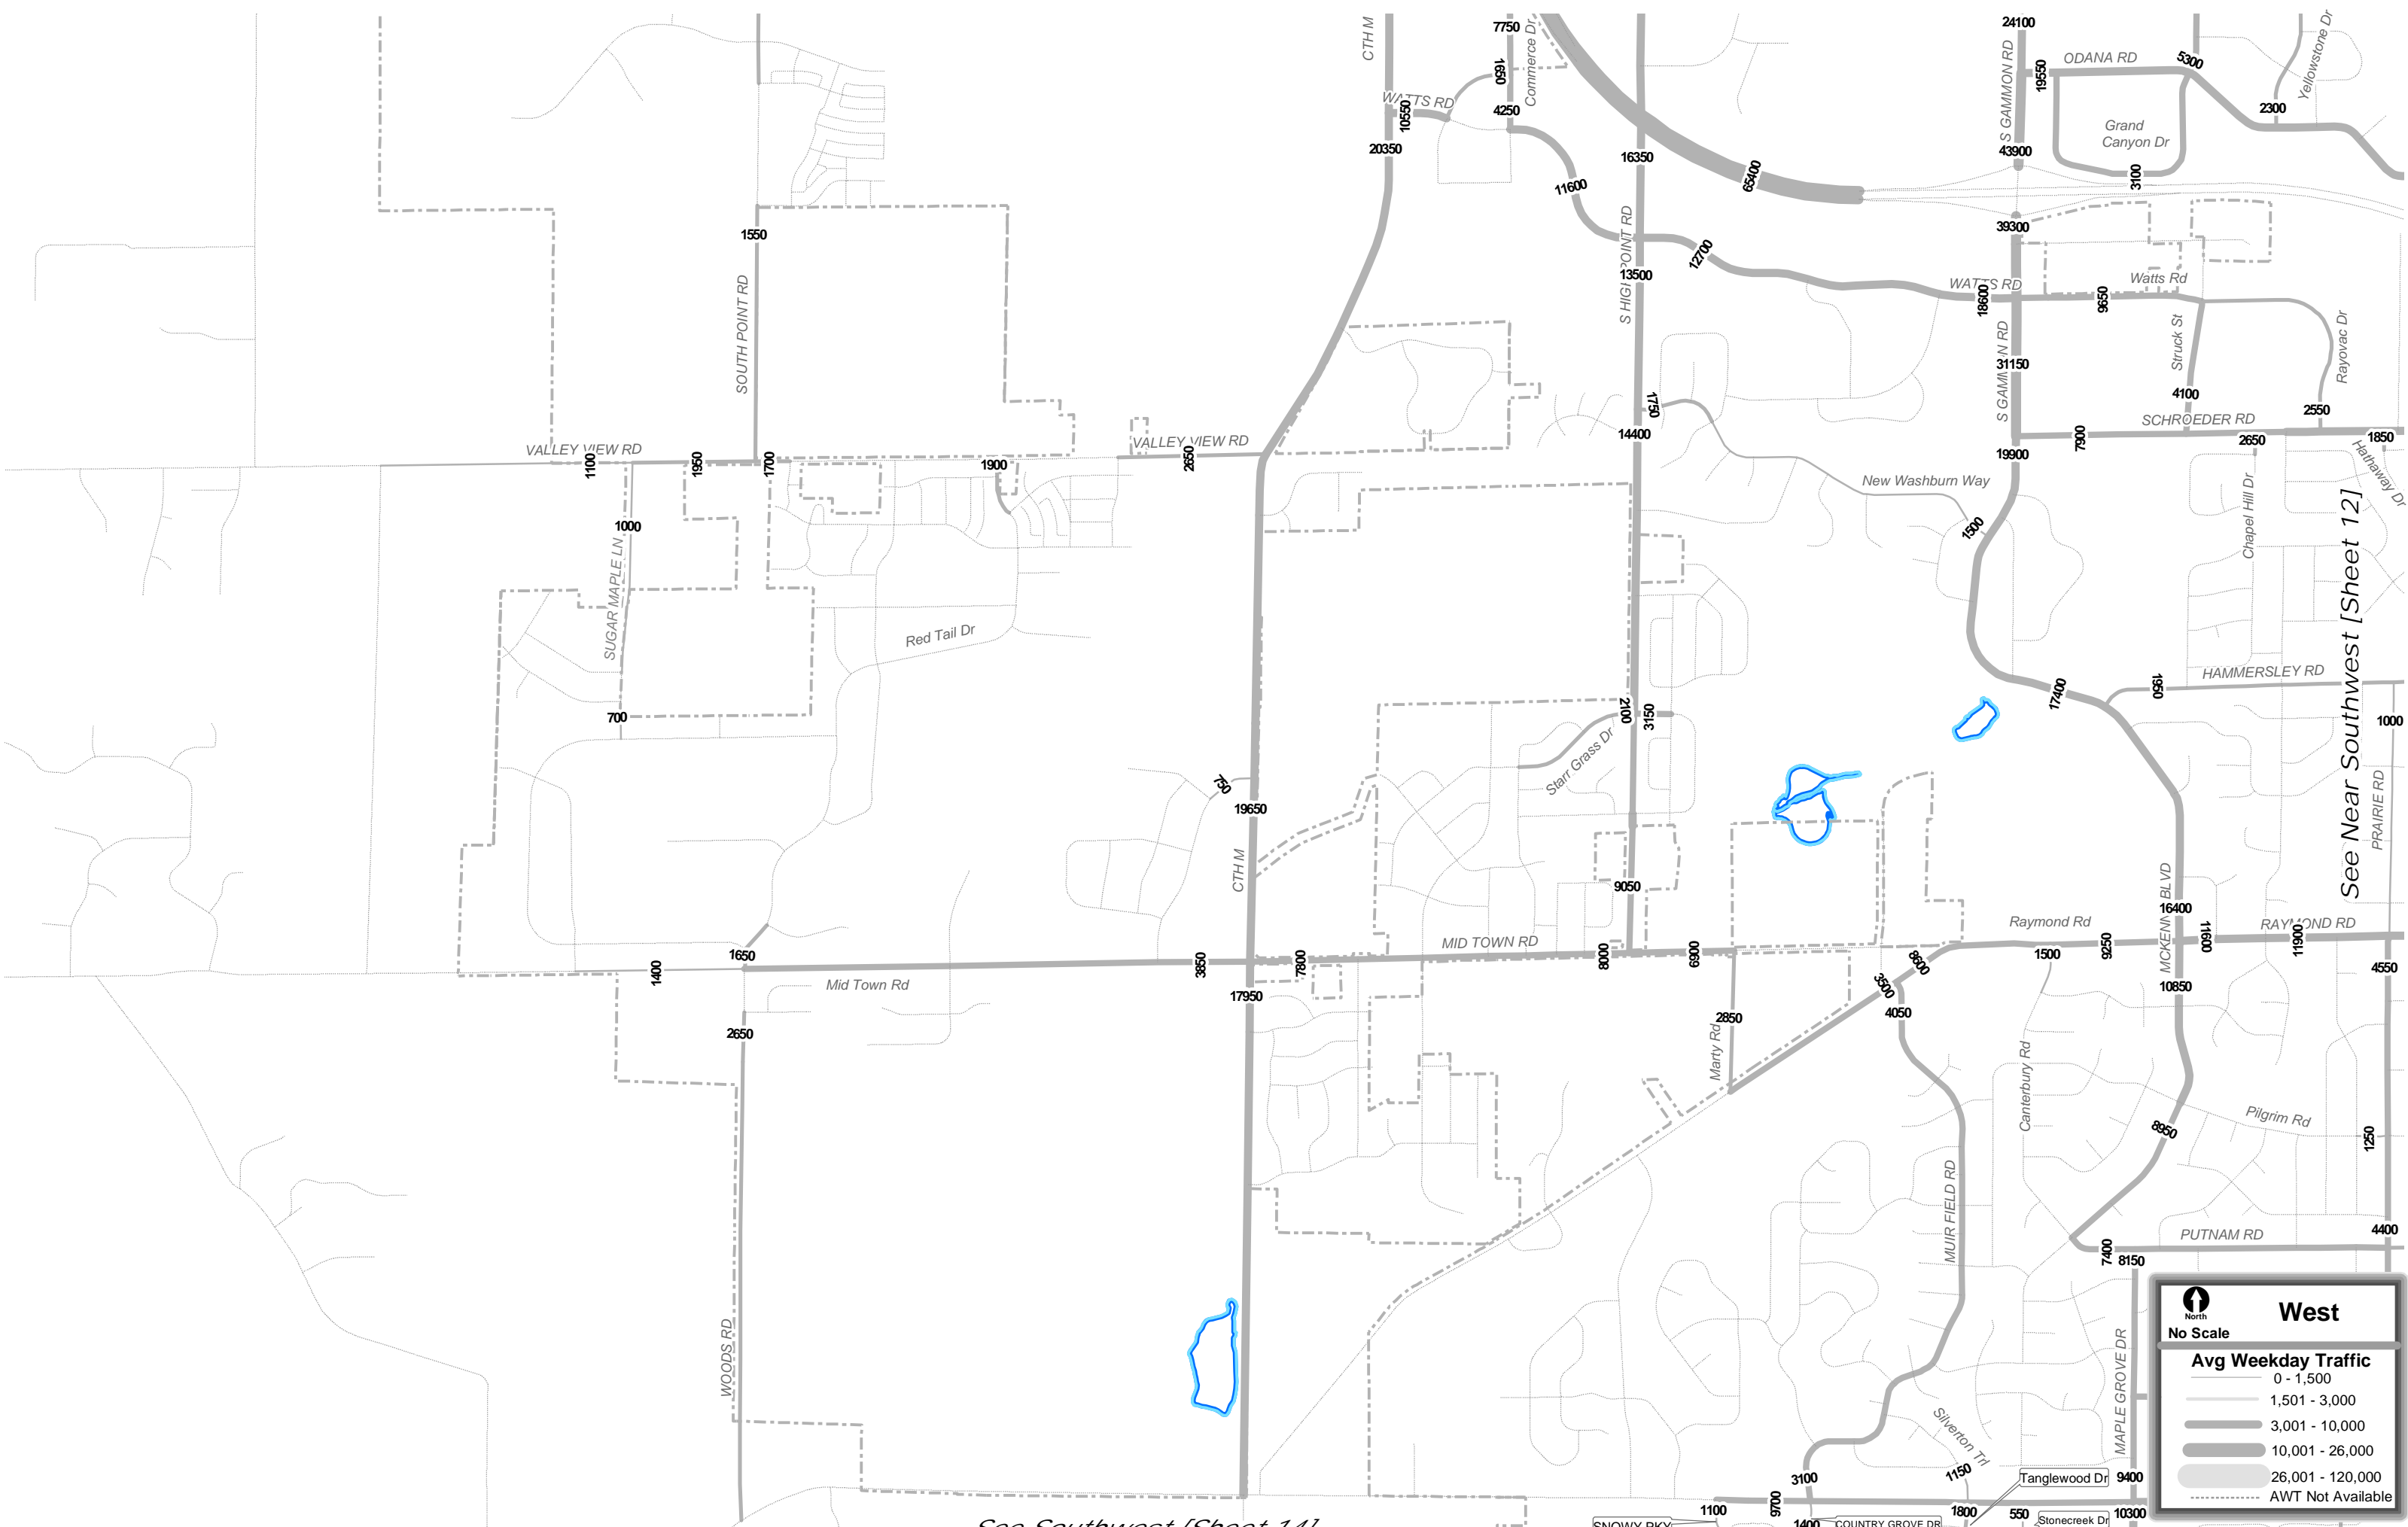 CTH M
7750
Commerce Dr
24100
S GAMMON RD
ODANA RD
19550
5300
Yellowstone Dr
2300
1650
WATTS RD
10550
4250
20350
16350
43900
Grand
Canyon Dr
3100
65400
11600
S HIGH POINT RD
39300
1550
13500
12700
SOUTH POINT RD
WATTS RD
18600
9650
Watts Rd
Struck St
Rayovac Dr
S GAMMON RD
31150
4100
2550
1750
14400
SCHROEDER RD
7900
2650
1850
19900
Hathaway Dr
VALLEY VIEW RD
1100
1950
1700
1900
VALLEY VIEW RD
2650
New Washburn Way
1500
Chapel Hill Dr
See Near Southwest [Sheet 12]
1000
SUGAR MAPLE LN
Red Tail Dr
700
HAMMERSLEY RD
1950
17400
1000
2100
3150
Starr Grass Dr
750
19650
PRAIRIE RD
CTH M
9050
MCKENNA BLVD
16400
11600
Raymond Rd
RAYMOND RD
11900
1500
9250
4550
MID TOWN RD
7800
8000
6900
8600
3500
4050
1650
1400
3850
Mid Town Rd
17950
10850
2650
2850
Marty Rd
Canterbury Rd
Pilgrim Rd
8950
1250
MUIR FIELD RD
4400
PUTNAM RD
7400
8150
WOODS RD
MAPLE GROVE DR
North
West
No Scale
Avg Weekday Traffic
0 - 1,500
1,501 - 3,000
3,001 - 10,000
10,001 - 26,000
26,001 - 120,000
AWT Not Available
Silverton Trl
3100
1150
Tanglewood Dr
9400
1100
9700
1800
550
10300
1400
SNOWY PKY
COUNTRY GROVE DR
Stonecreek Dr
See Southwest [Sheet 14]